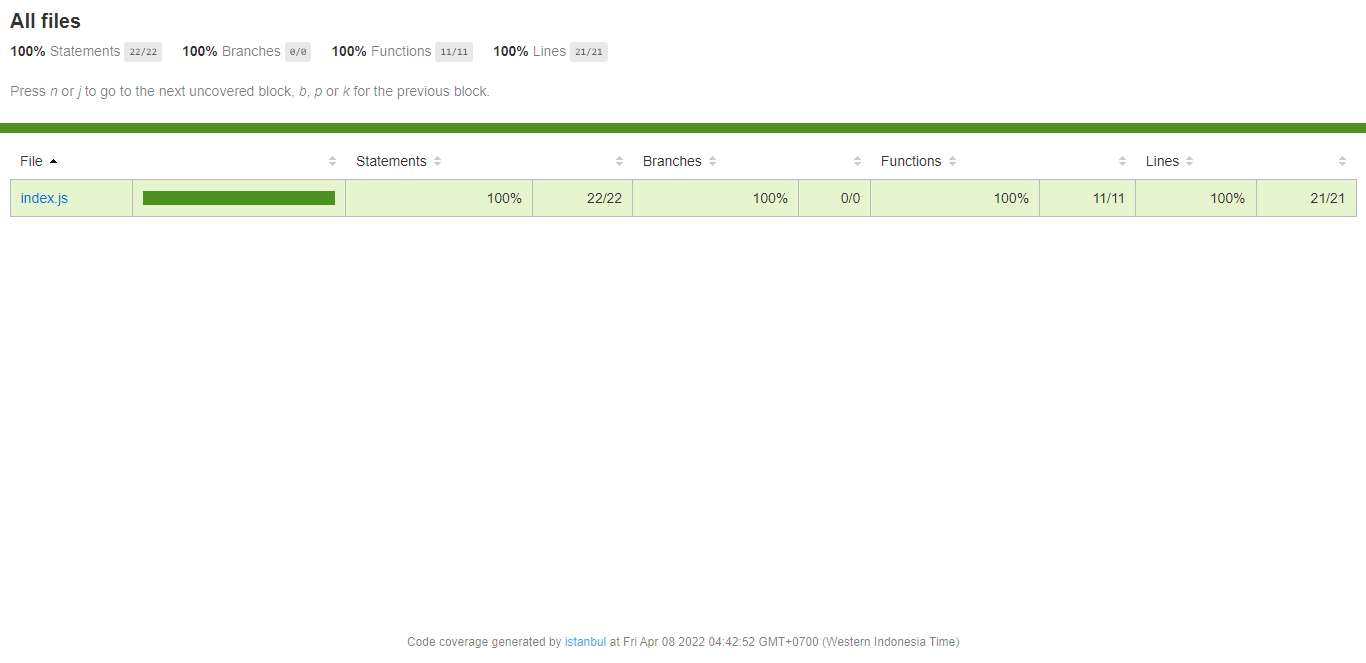 All files
100% Statements 22/22 100% Branches 0/0 100% Functions 11/11 100% Lines 21/21
Press n or j to go to the next uncovered block, b, p or k for the previous block.
File Statements Branches Functions Lines
index.js 100% 22/22 100% 0/0 100% 11/11 100% 21/21
Code coverage generated by istanbul at Fri Apr 08 2022 04:42:52 GMT+0700 (Western Indonesia Time)